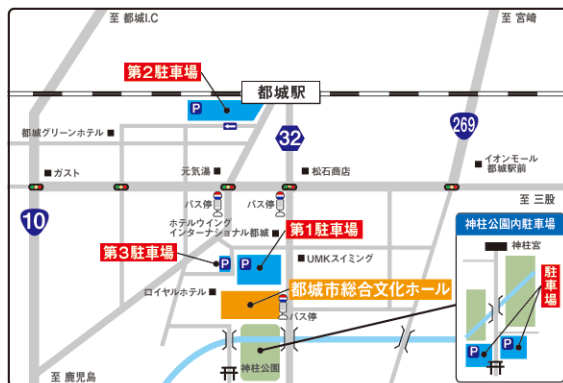 至 都城I.C
至 宮崎
第2駐車場
P
都城駅
都城グリーンホテル
32
269
ガスト
元気湯
松石商店
イオンモール
都城駅前
バス停
バス停
至 三股
10
ホテルウイング
インターナショナル都城
第1駐車場
神柱公園内駐車場
神柱宮
第3駐車場
P
P
UMKスイミング
駐車場
ロイヤルホテル
都城市総合文化ホール
バス停
P
P
神柱公園
至 鹿児島